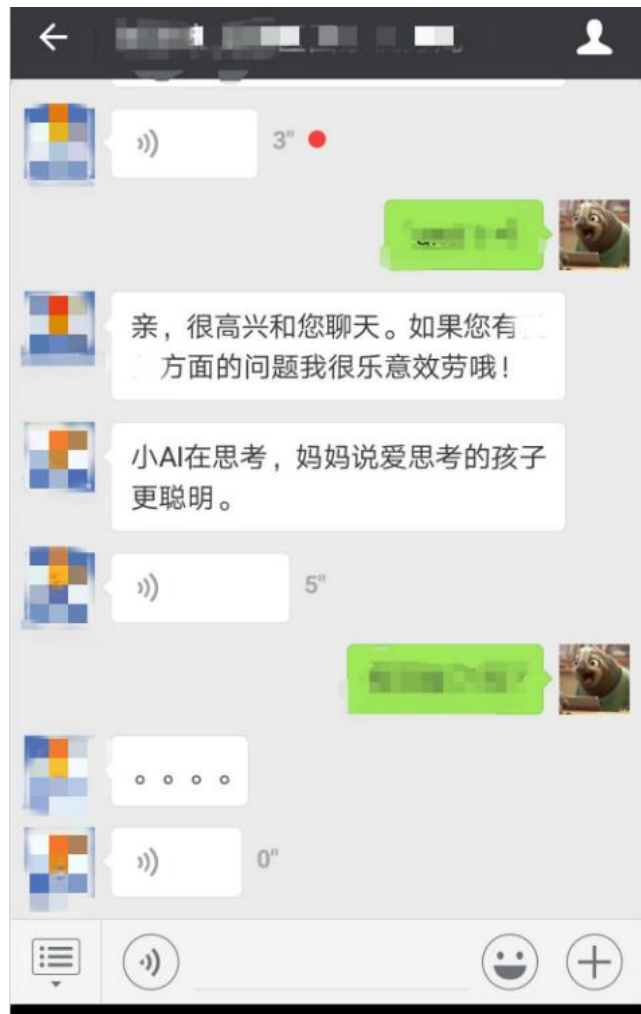 3"
亲，很高兴和您聊天。如果您有
方面的问题我很乐意效劳哦！
小AI在思考，妈妈说爱思考的孩子
更聪明。
5"
。。。。
0"